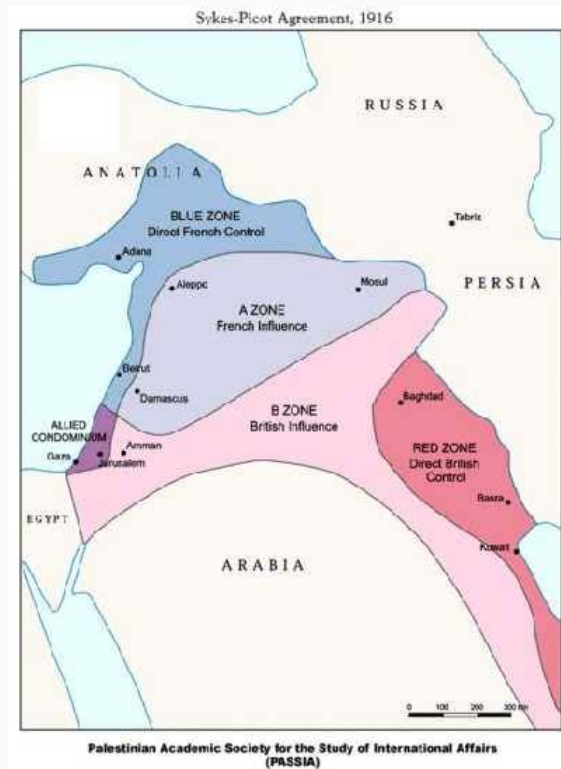 Sykes-Picot Agreement, 1916
RUSSIA
ANATOLIA
BLUE ZONE
Direct French Control
Tabriz
Adana
PERSIA
Aleppo
Mosul
A ZONE
French Influence
Beirut
Damascus
Baghdad
B ZONE
British Influence
ALLIED
CONDOMINIUM
Gaza
Jerusalem
Amman
RED ZONE
Direct British
Control
Basra
EGYPT
Kuwait
ARABIA
0 100 200 300 km
Palestinian Academic Society for the Study of International Affairs
(PASSIA)